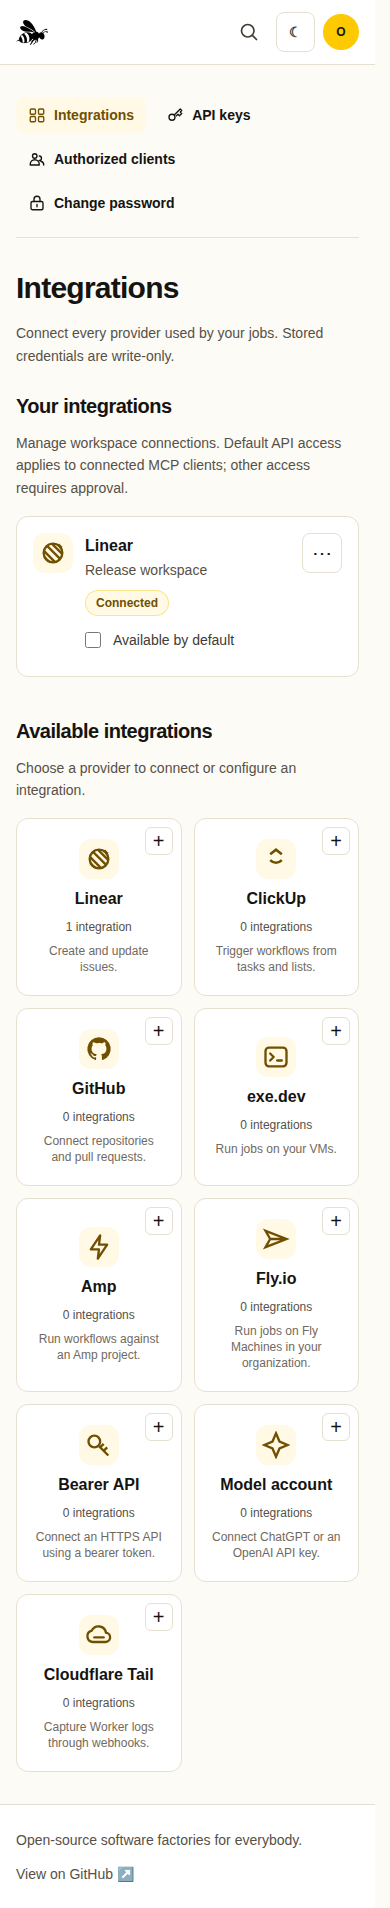 O
Integrations
API keys
Authorized clients
Change password
Integrations
Connect every provider used by your jobs. Stored
credentials are write-only.
Your integrations
Manage workspace connections. Default API access
applies to connected MCP clients; other access
requires approval.
Linear
Release workspace
Connected
Available by default
Available integrations
Choose a provider to connect or configure an
integration.
Linear
1 integration
Create and update
issues.
ClickUp
0 integrations
Trigger workflows from
tasks and lists.
GitHub
0 integrations
Connect repositories
and pull requests.
exe.dev
0 integrations
Run jobs on your VMs.
Amp
0 integrations
Run workflows against
an Amp project.
Fly.io
0 integrations
Run jobs on Fly
Machines in your
organization.
Bearer API
0 integrations
Connect an HTTPS API
using a bearer token.
Model account
0 integrations
Connect ChatGPT or an
OpenAI API key.
Cloudflare Tail
0 integrations
Capture Worker logs
through webhooks.
Open-source software factories for everybody.
View on GitHub ↗